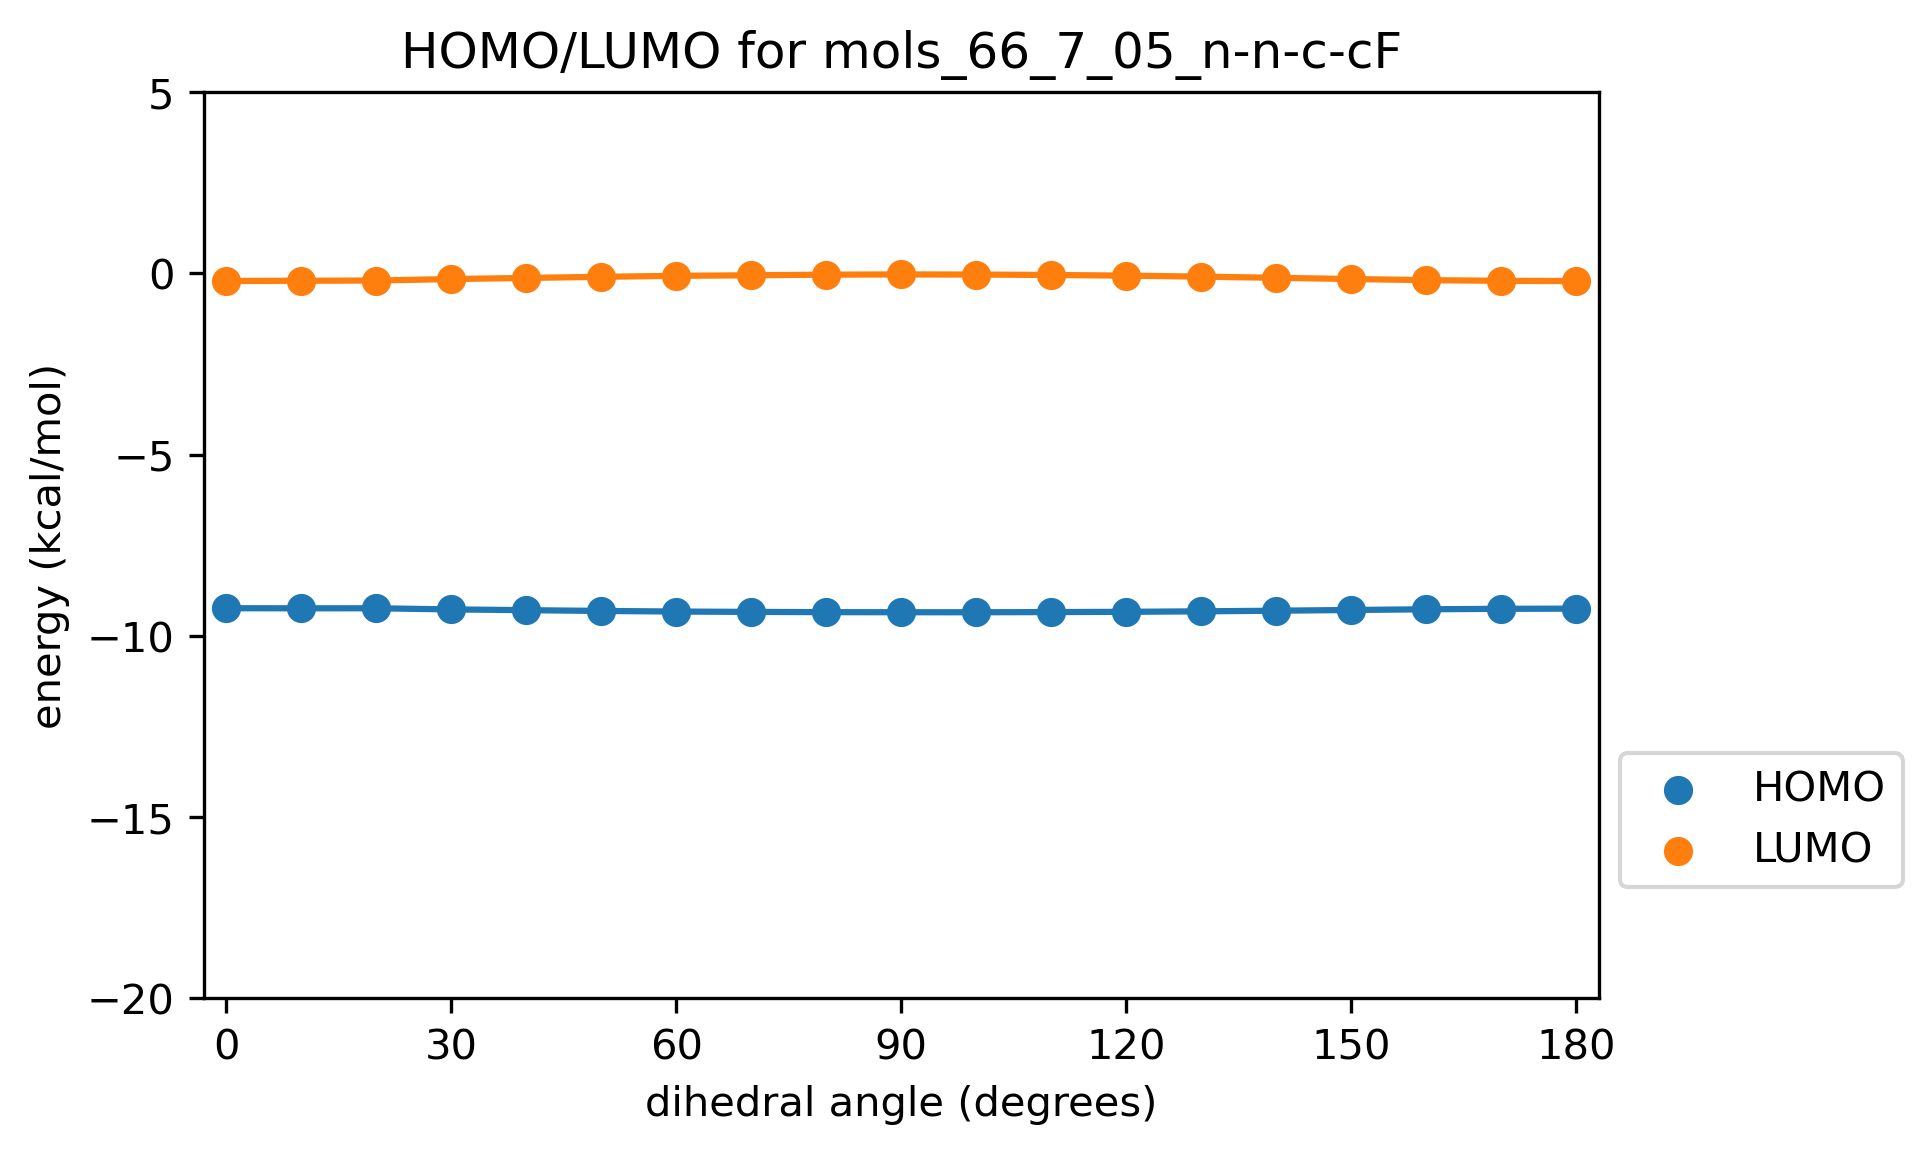 HOMO/LUMO for mols_66_7_05_n-n-c-cF
5
0
−5
−10
−15
−20
energy (kcal/mol)
0 30 60 90 120 150 180
dihedral angle (degrees)
HOMO
LUMO